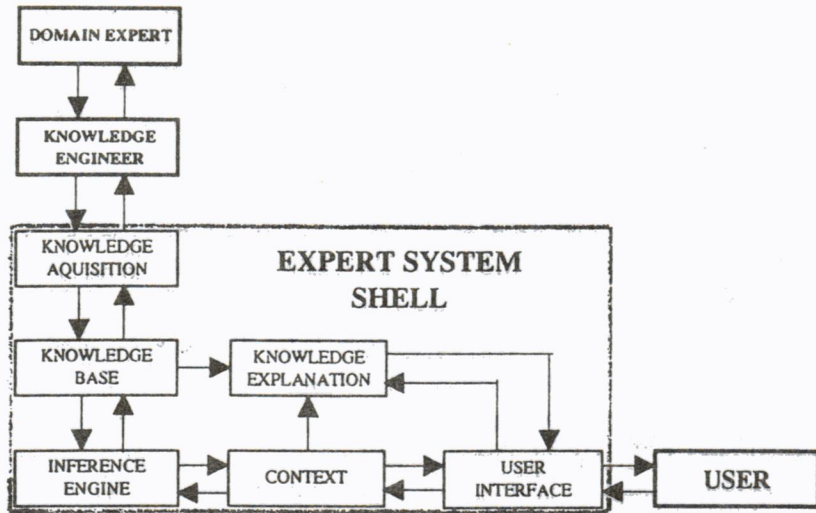 DOMAIN EXPERT
KNOWLEDGE
ENGINEER
KNOWLEDGE
AQUISITION
EXPERT SYSTEM
SHELL
KNOWLEDGE
BASE
KNOWLEDGE
EXPLANATION
INFERENCE
ENGINE
CONTEXT
USER
INTERFACE
USER